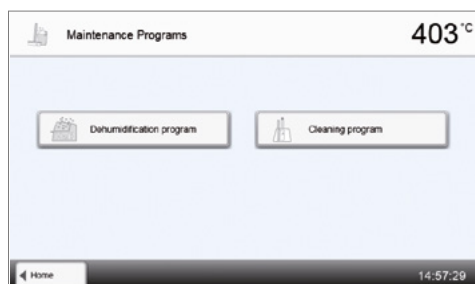 Maintenance Programs 403°C
Dehumidification program Cleaning program
Home 14:57:29